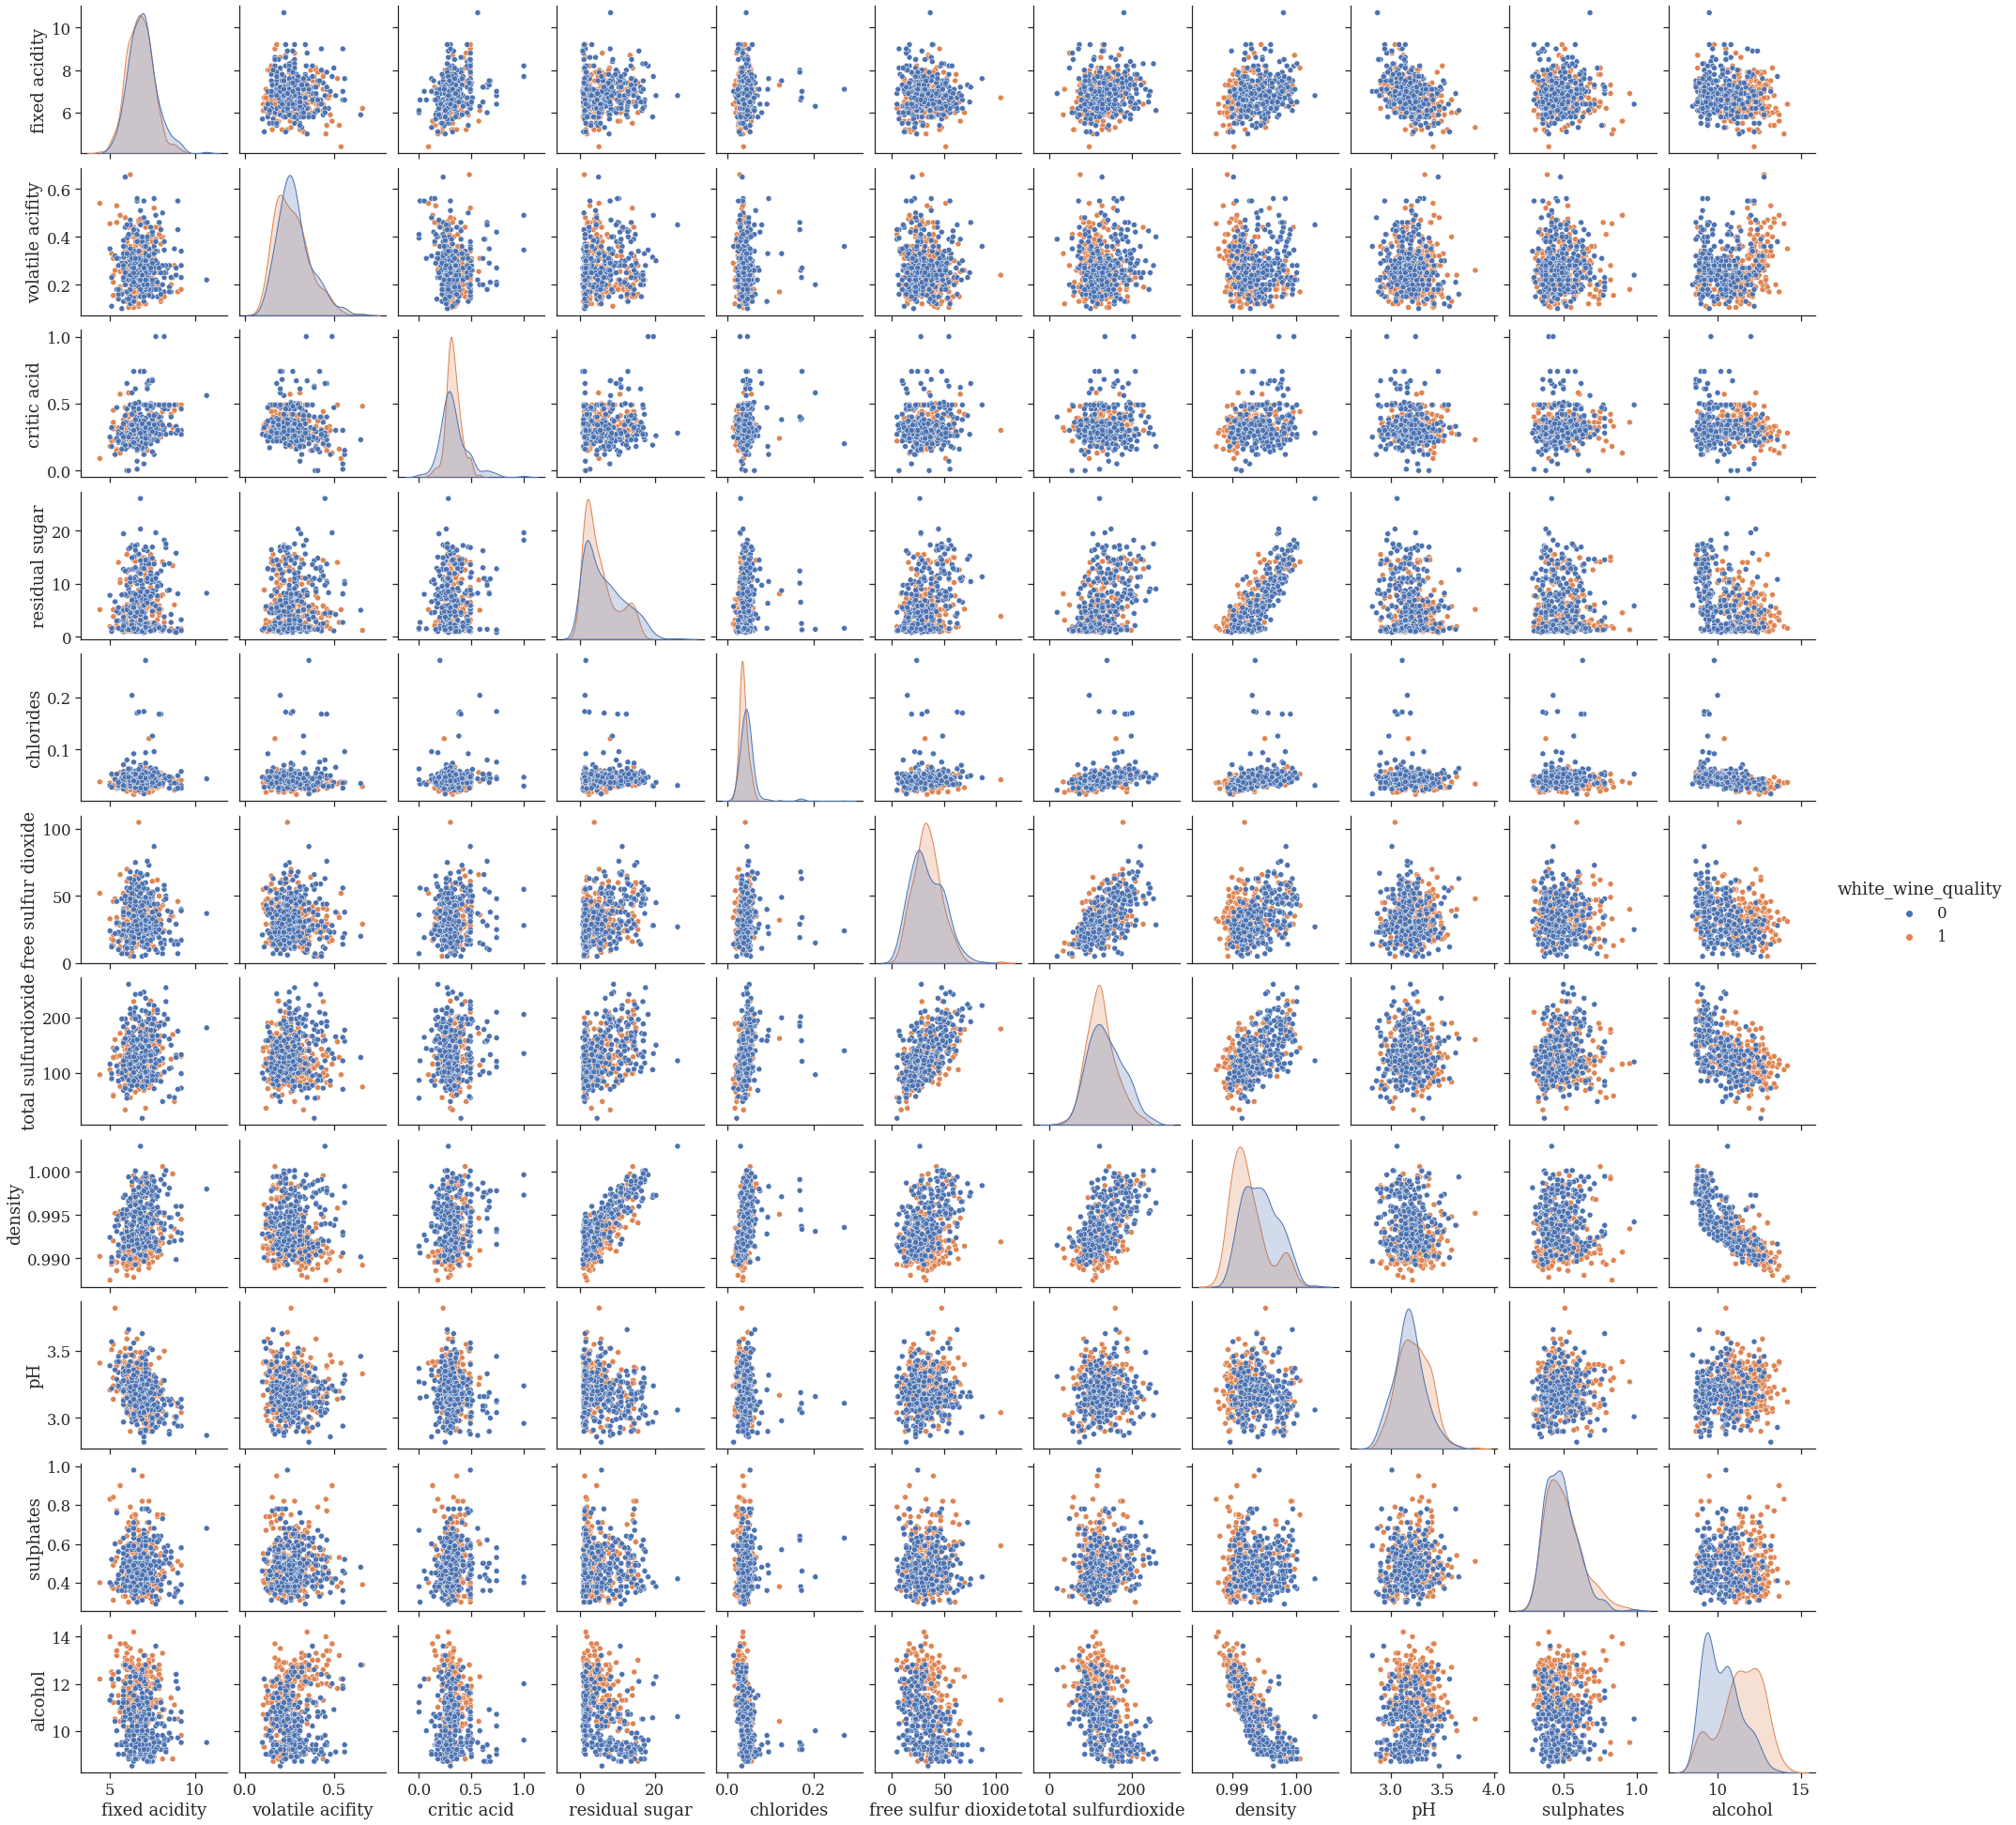 fixed acidity
10
8
6
volatile acifity
0.6
0.4
0.2
critic acid
1.0
0.5
0.0
residual sugar
20
10
0
chlorides
0.2
0.1
free sulfur dioxide
100
50
0
total sulfurdioxide
200
100
density
1.000
0.995
0.990
pH
3.5
3.0
sulphates
1.0
0.8
0.6
0.4
alcohol
14
12
10
5 10 0.0 0.5 0.0 0.5 1.0 0 20 0.0 0.2 0 50 100 0 200 0.99 1.00 3.0 3.5 4.0 0.5 1.0 10 15
fixed acidity volatile acifity critic acid residual sugar chlorides free sulfur dioxide total sulfurdioxide density pH sulphates alcohol
white_wine_quality
0
1